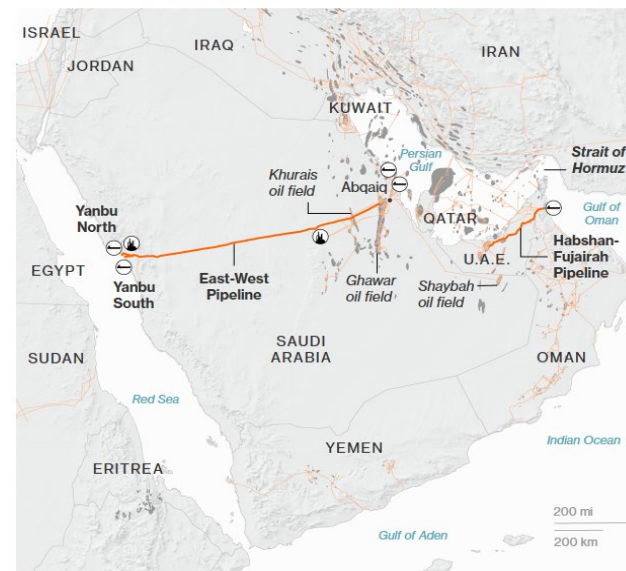 ISRAEL
IRAQ
IRAN
JORDAN
KUWAIT
Persian
Gulf
Strait of
Hormuz
Khurais
oil field
Abqaiq
Yanbu
North
QATAR
Gulf of
Oman
EGYPT
Yanbu
South
East-West
Pipeline
Ghawar
oil field
U.A.E.
Habshan-
Fujairah
Pipeline
Shaybah
oil field
SAUDI
ARABIA
SUDAN
OMAN
Red Sea
Indian Ocean
YEMEN
ERITREA
200 mi
200 km
Gulf of Aden